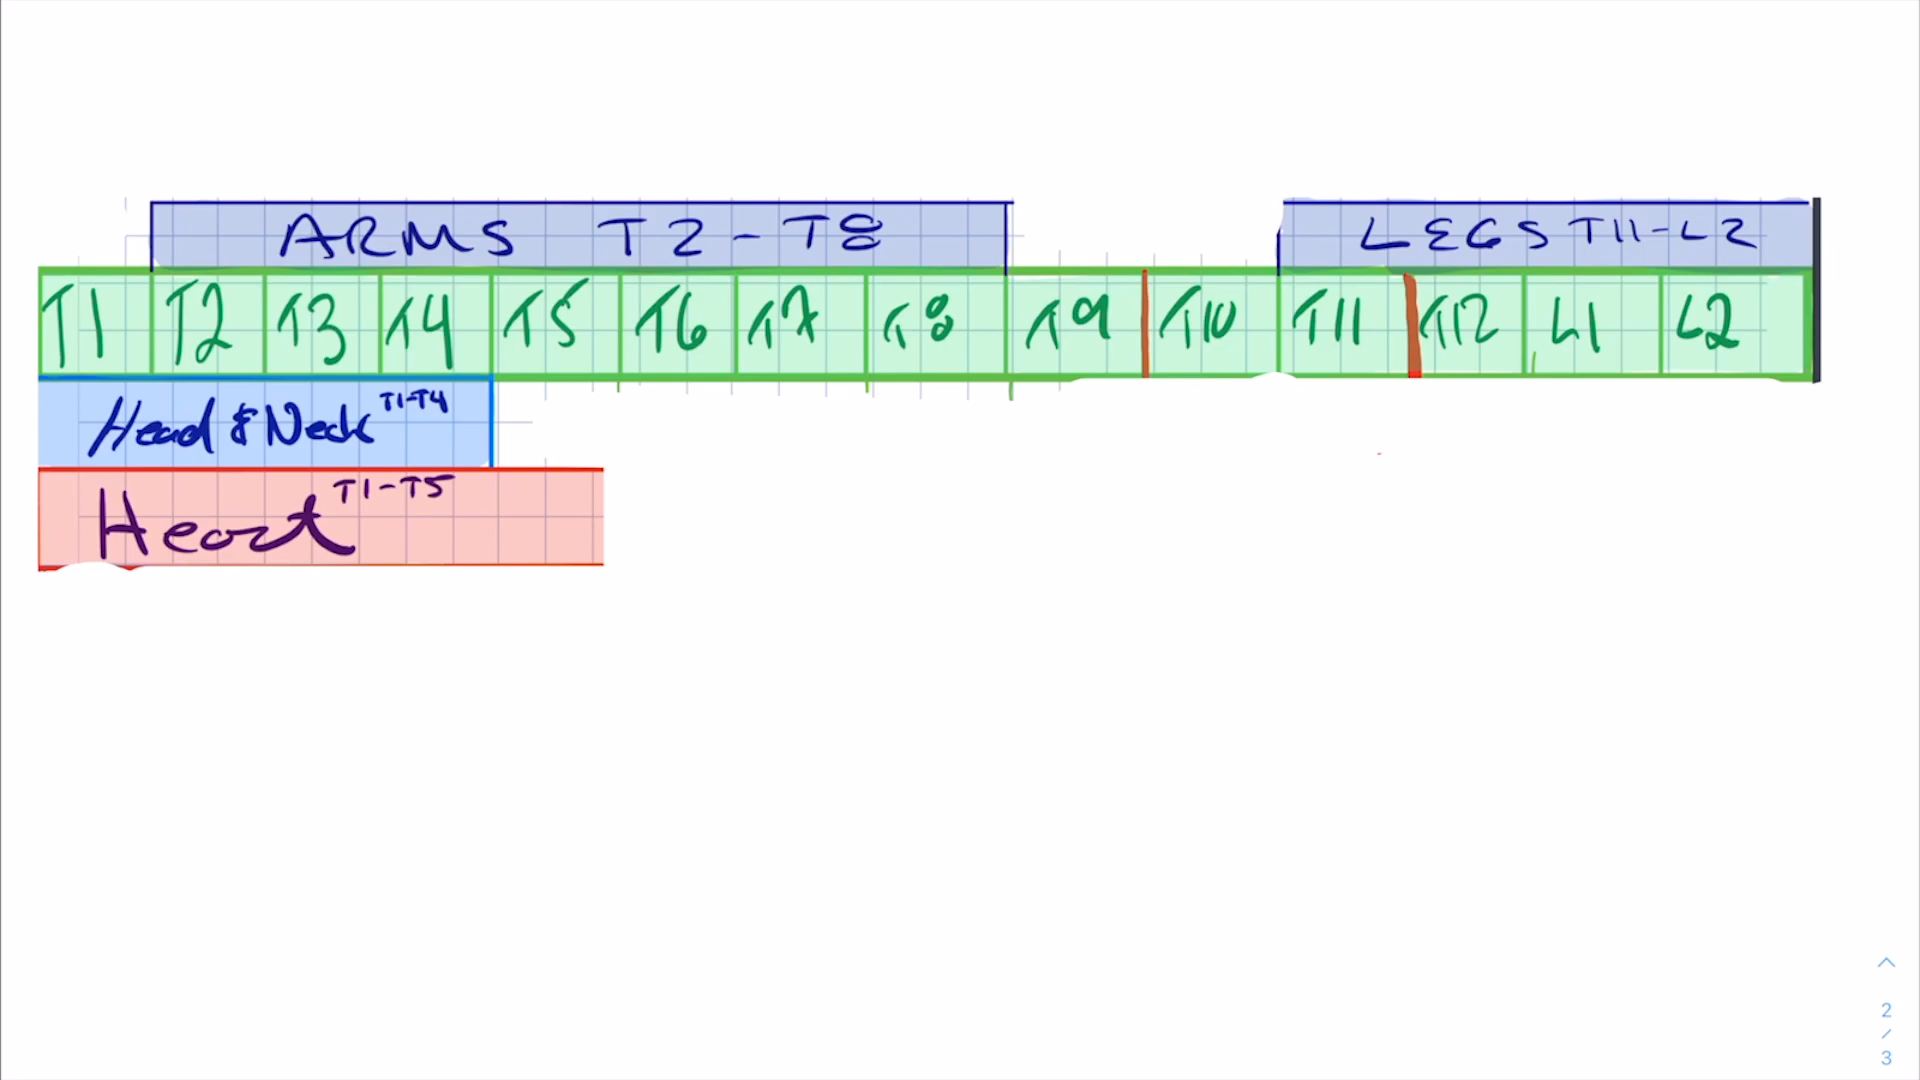 ARMS T2-T8 LEGS T11-L2
T1 T2 T3 T4 T5 T6 T7 T8 T9 T10 T11 T12 L1 L2
Head & Neck T1-T4
Heart T1-T5
2
/
3